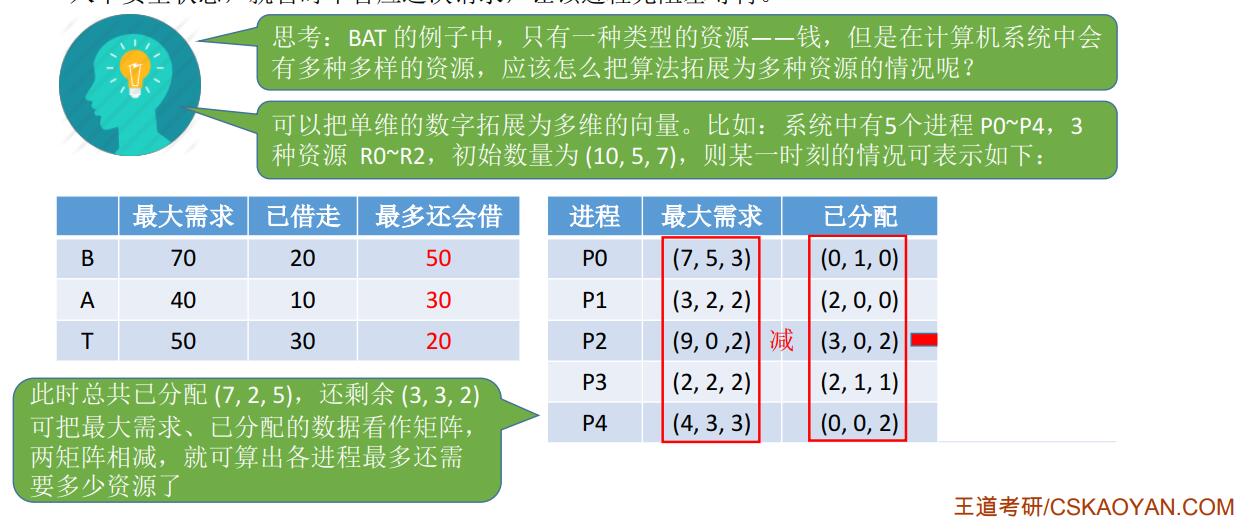 思考：BAT 的例子中，只有一种类型的资源——钱，但是在计算机系统中会
有多种多样的资源，应该怎么把算法拓展为多种资源的情况呢？
可以把单维的数字拓展为多维的向量。比如：系统中有5个进程 P0~P4，3
种资源 R0~R2，初始数量为 (10, 5, 7)，则某一时刻的情况可表示如下：
最大需求 已借走 最多还会借
B 70 20 50
A 40 10 30
T 50 30 20
进程 最大需求 已分配
P0 (7, 5, 3) (0, 1, 0)
P1 (3, 2, 2) (2, 0, 0)
P2 (9, 0 ,2) 减 (3, 0, 2)
P3 (2, 2, 2) (2, 1, 1)
P4 (4, 3, 3) (0, 0, 2)
此时总共已分配 (7, 2, 5)，还剩余 (3, 3, 2)
可把最大需求、已分配的数据看作矩阵，
两矩阵相减，就可算出各进程最多还需
要多少资源了
王道考研/CSKAOYAN.COM